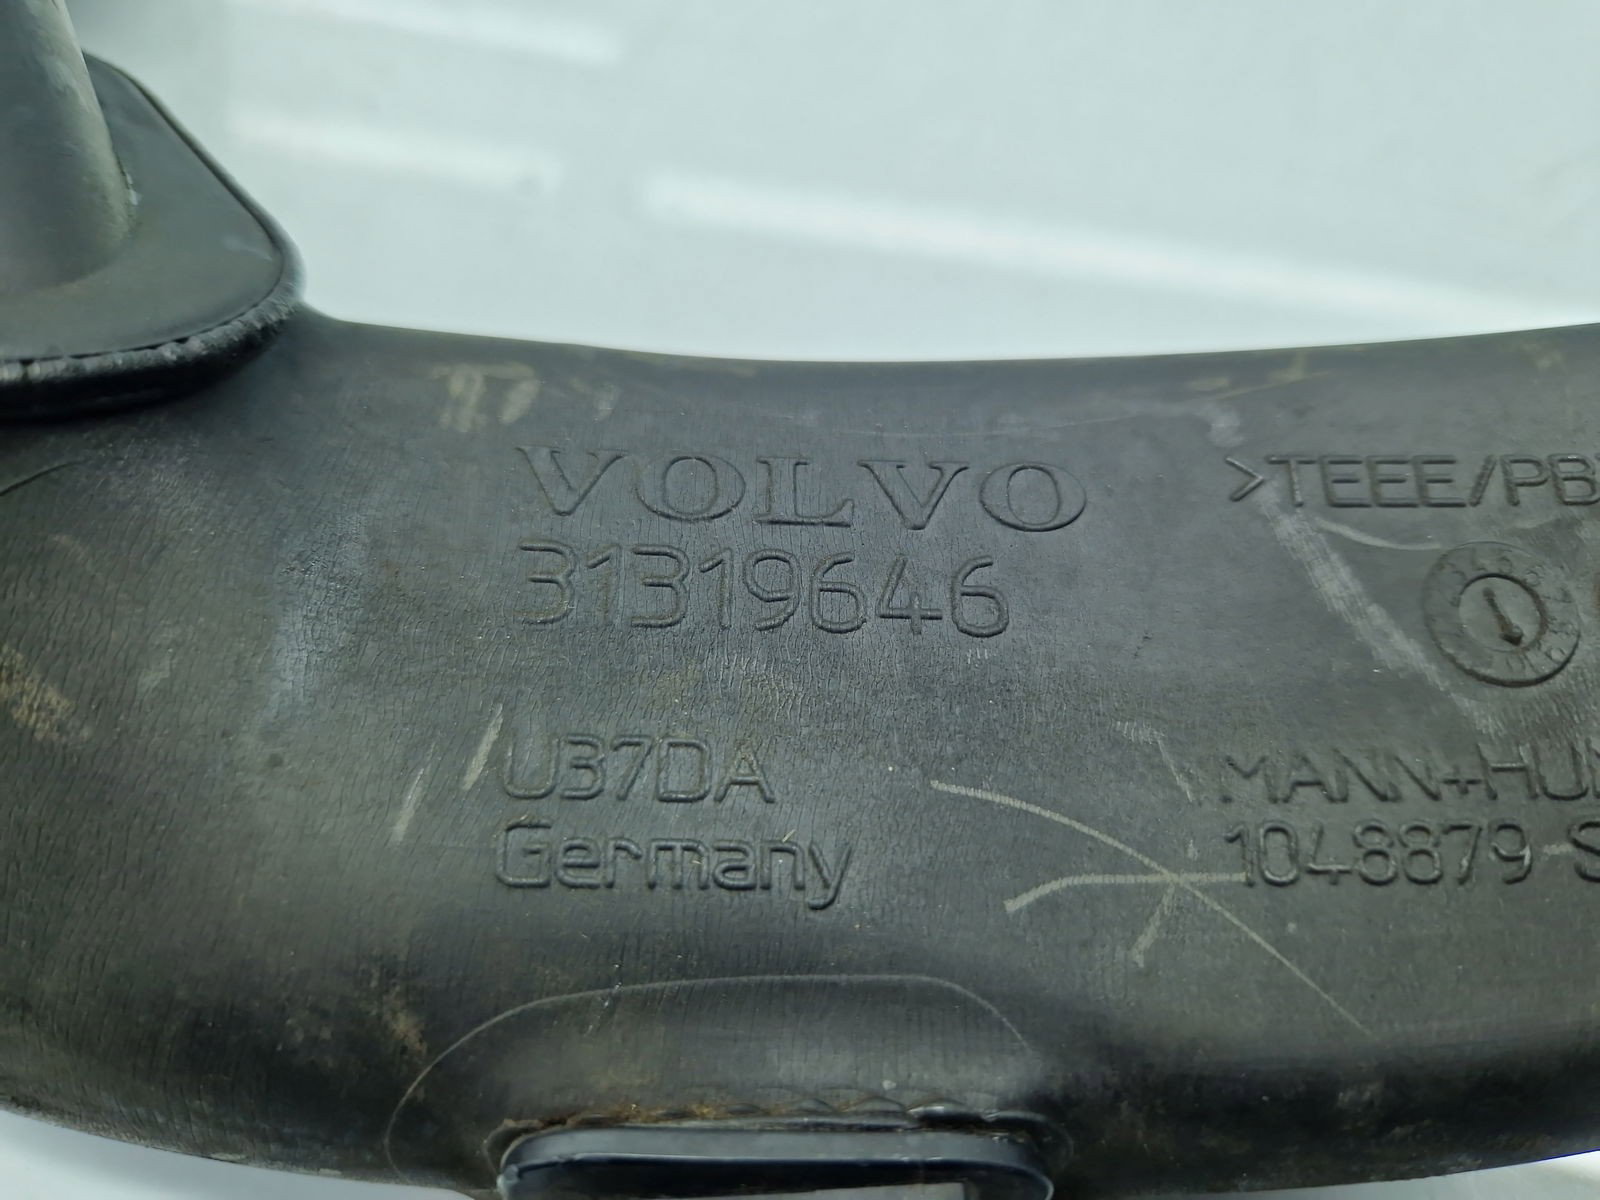 VOLVO
31319646
U37DA
Germany
>TEEE/PB
MANN+HU
1048879 S